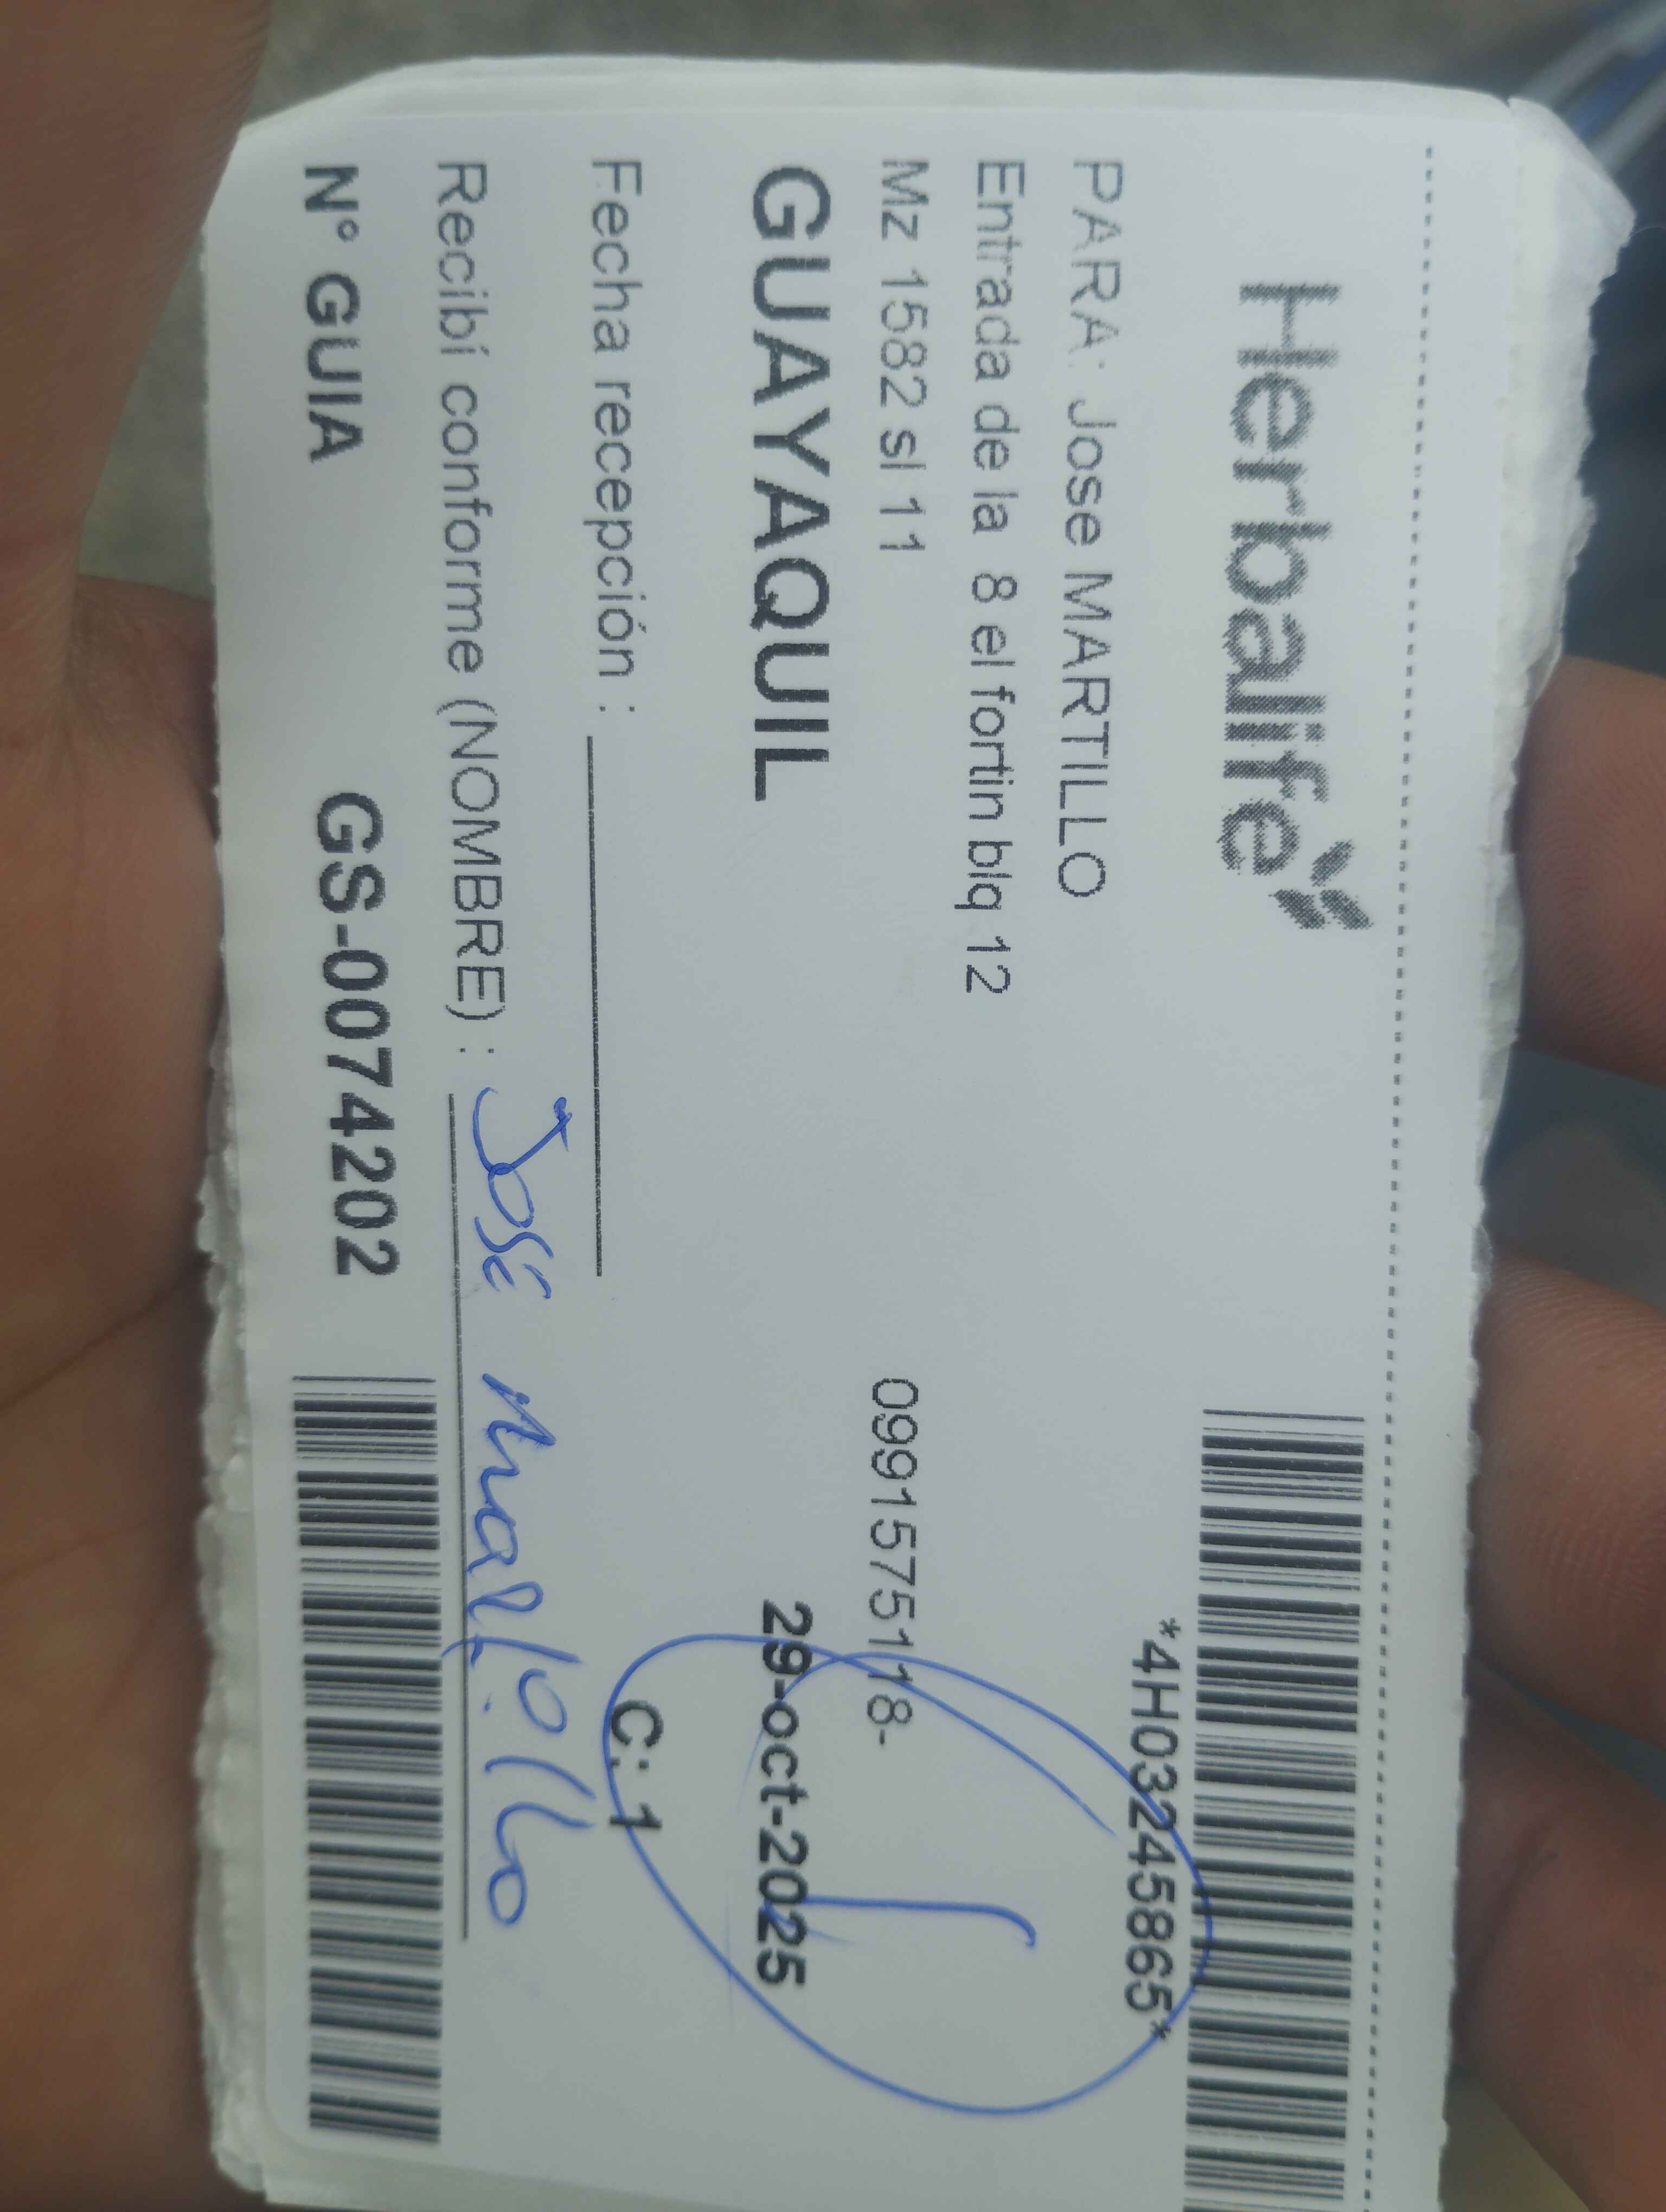 Herbalife
*4H03245865*
PARA: Jose MARTILLO
Entrada de la 8 el fortin blq 12
Mz 1582 sl 11 0991575118-
GUAYAQUIL 29-oct-2025
Fecha recepción : C: 1
Recibí conforme (NOMBRE) : José Martillo
N° GUIA GS-0074202